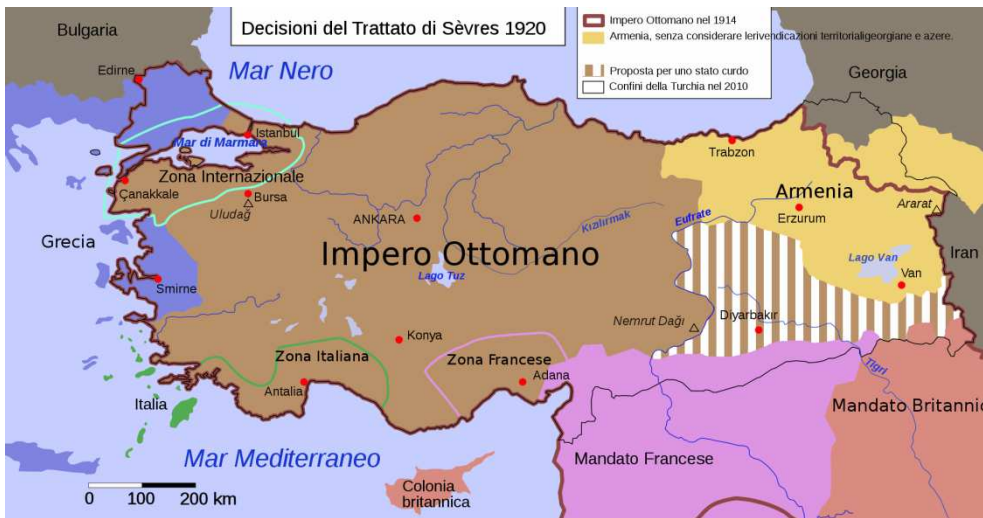 Decisioni del Trattato di Sèvres 1920
Impero Ottomano nel 1914
Armenia, senza considerare lerivendicazioni territorialigeorgiane e azere.
Proposta per uno stato curdo
Confini della Turchia nel 2010
Bulgaria
Edirne
Mar Nero
Georgia
Istanbul
Mar di Marmara
Trabzon
Zona Internazionale
Çanakkale
Bursa
Uludağ
ANKARA
Kızılırmak
Eufrate
Armenia
Erzurum
Ararat
Grecia
Impero Ottomano
Lago Tuz
Lago Van
Iran
Smirne
Van
Nemrut Dağı
Diyarbakır
Konya
Zona Italiana
Zona Francese
Antalia
Adana
Tigri
Italia
Mandato Britannic
Mar Mediterraneo
Mandato Francese
Colonia
britannica
0 100 200 km